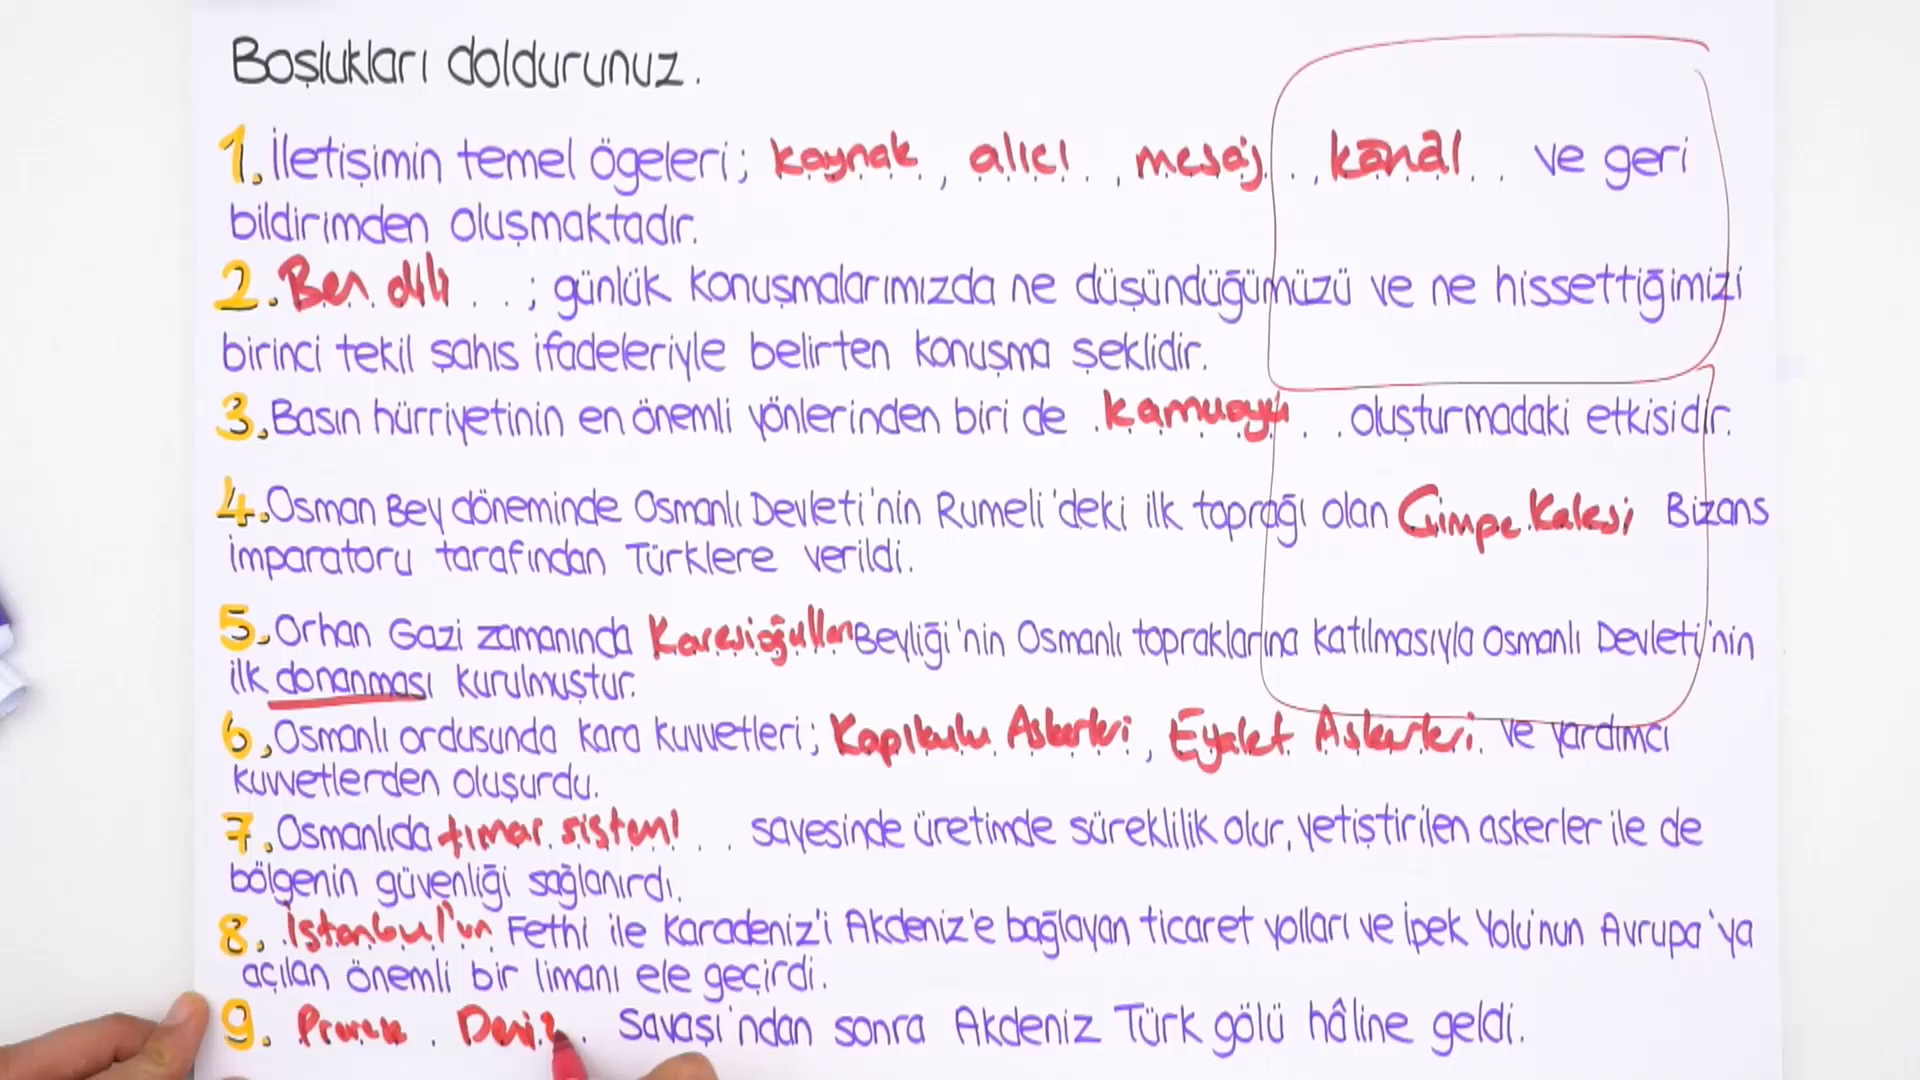 Boşlukları doldurunuz.
1. İletişimin temel ögeleri; kaynak, alıcı, mesaj, kanal ve geri
bildirimden oluşmaktadır.
2. Ben dili ; günlük konuşmalarımızda ne düşündüğümüzü ve ne hissettiğimizi
birinci tekil şahıs ifadeleriyle belirten konuşma şeklidir.
3. Basın hürriyetinin en önemli yönlerinden biri de kamuoyu oluşturmadaki etkisidir.
4. Osman Bey döneminde Osmanlı Devleti'nin Rumeli'deki ilk toprağı olan Çimpe Kalesi Bizans
İmparatoru tarafından Türklere verildi.
5. Orhan Gazi zamanında Karesioğulları Beyliği'nin Osmanlı topraklarına katılmasıyla Osmanlı Devleti'nin
ilk donanması kurulmuştur.
6. Osmanlı ordusunda kara kuvvetleri; Kapıkulu Askerleri, Eyalet Askerleri ve yardımcı
kuvvetlerden oluşurdu.
7. Osmanlıda tımar sistemi sayesinde üretimde süreklilik olur, yetiştirilen askerler ile de
bölgenin güvenliği sağlanırdı.
8. İstanbul'un Fethi ile Karadeniz'i Akdeniz'e bağlayan ticaret yolları ve İpek Yolu'nun Avrupa'ya
açılan önemli bir limanı ele geçirdi.
9. Preveze Deniz Savaşı'ndan sonra Akdeniz Türk gölü hâline geldi.